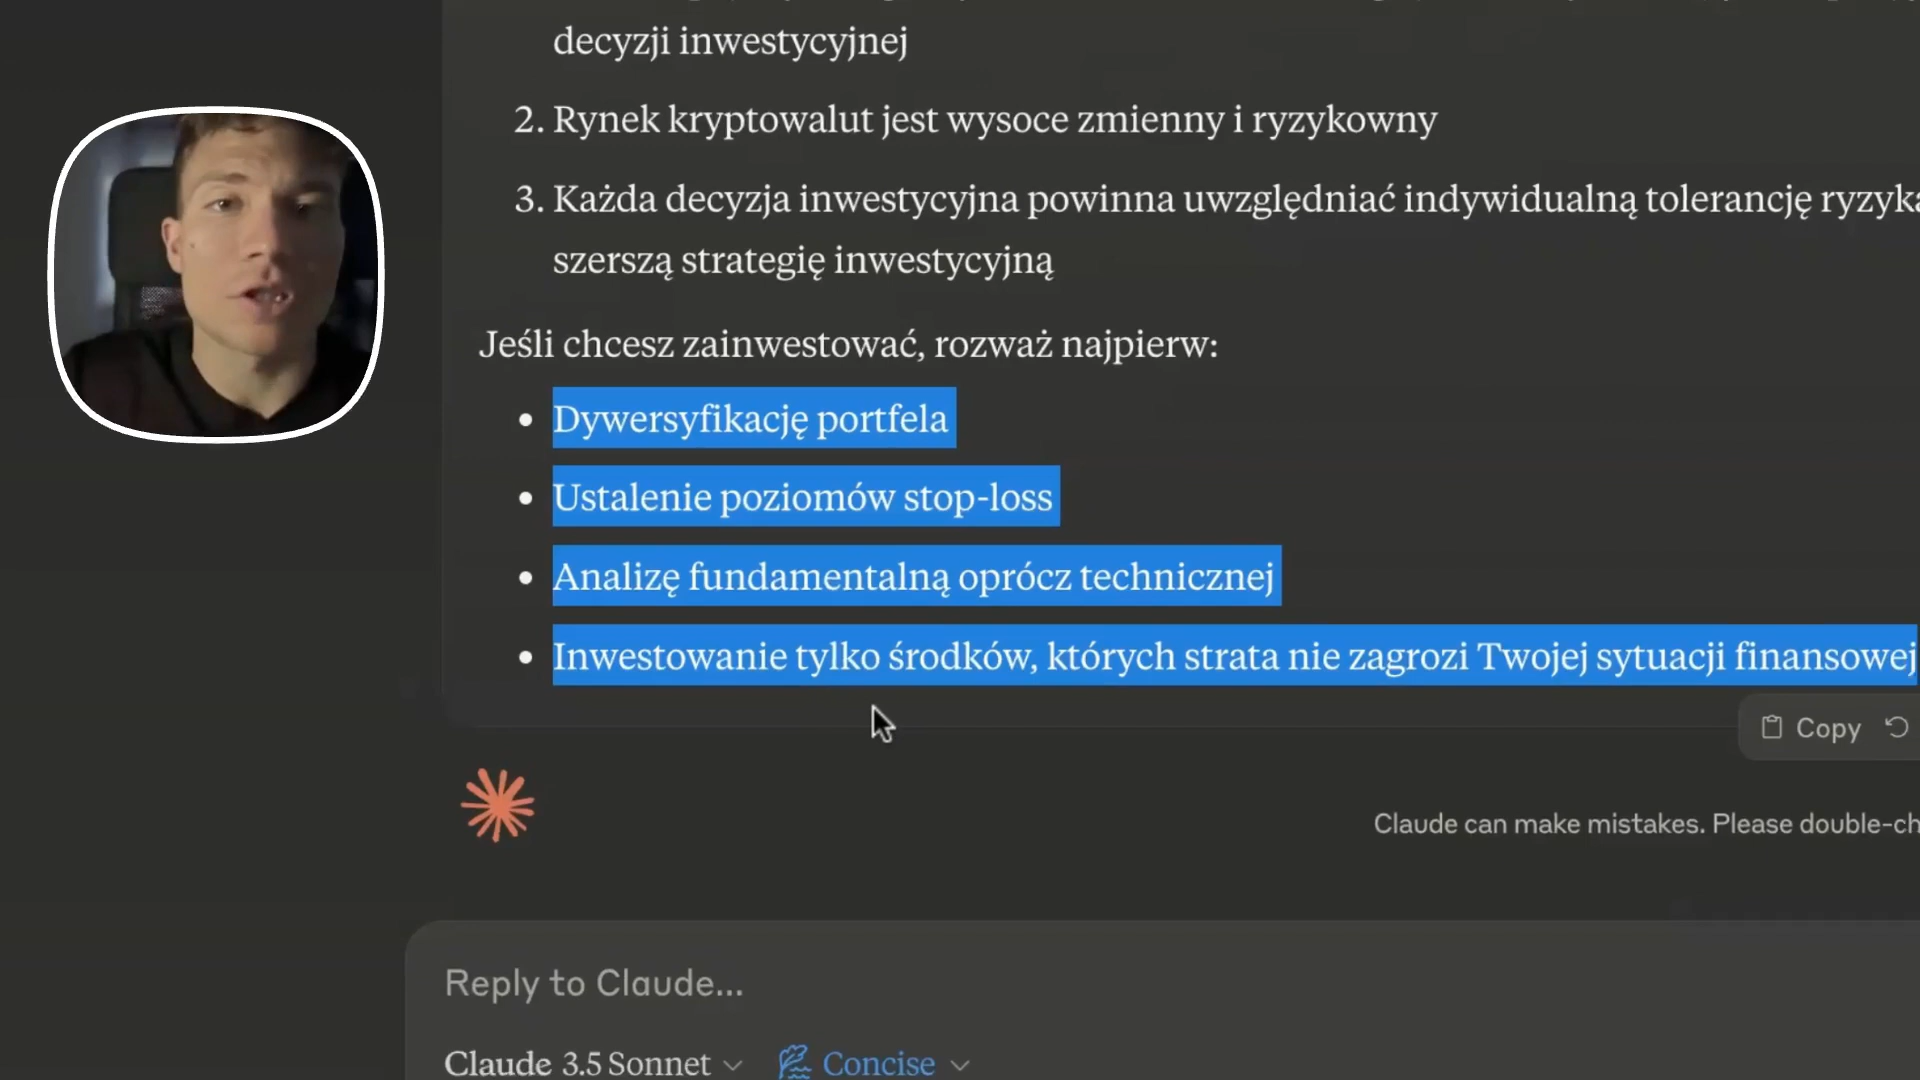 decyzji inwestycyjnej
2. Rynek kryptowalut jest wysoce zmienny i ryzykowny
3. Każda decyzja inwestycyjna powinna uwzględniać indywidualną tolerancję ryzyka
szerszą strategię inwestycyjną
Jeśli chcesz zainwestować, rozważ najpierw:
• Dywersyfikację portfela
• Ustalenie poziomów stop-loss
• Analizę fundamentalną oprócz technicznej
• Inwestowanie tylko środków, których strata nie zagrozi Twojej sytuacji finansowej
Copy
Claude can make mistakes. Please double-ch
Reply to Claude...
Claude 3.5 Sonnet Concise